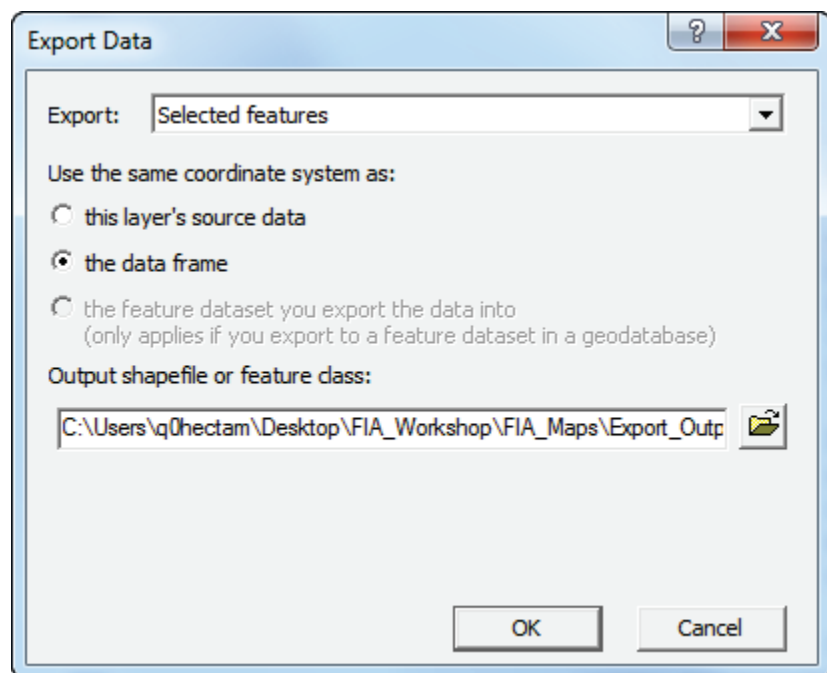 Export Data
Export: Selected features
Use the same coordinate system as:
this layer's source data
the data frame
the feature dataset you export the data into
(only applies if you export to a feature dataset in a geodatabase)
Output shapefile or feature class:
C:\Users\q0hectam\Desktop\FIA_Workshop\FIA_Maps\Export_Outp
OK Cancel